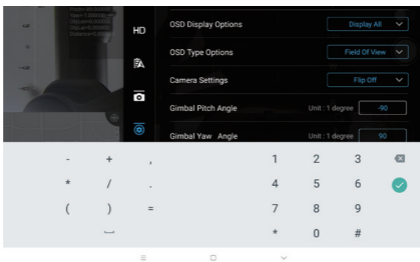 HD
OSD Display Options
Display All
OSD Type Options
Field Of View
Camera Settings
Flip Off
Gimbal Pitch Angle
Unit : 1 degree
-90
Gimbal Yaw Angle
Unit : 1 degree
90
- + , 1 2 3
* / . 4 5 6
( ) = 7 8 9
* 0 #